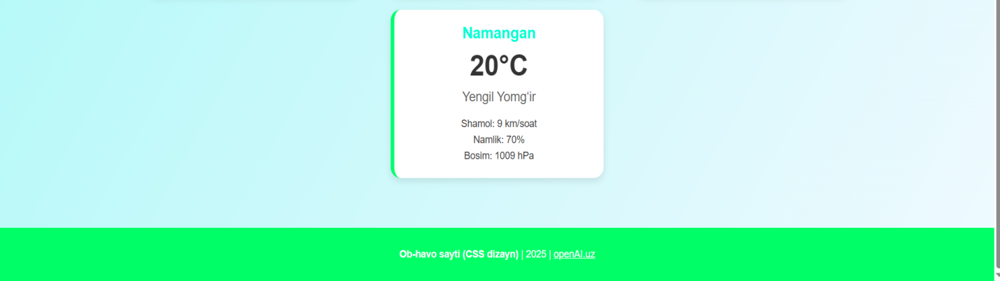 Namangan
20°C
Yengil Yomg‘ir
Shamol: 9 km/soat
Namlik: 70%
Bosim: 1009 hPa
Ob-havo sayti (CSS dizayn) | 2025 | openAI.uz